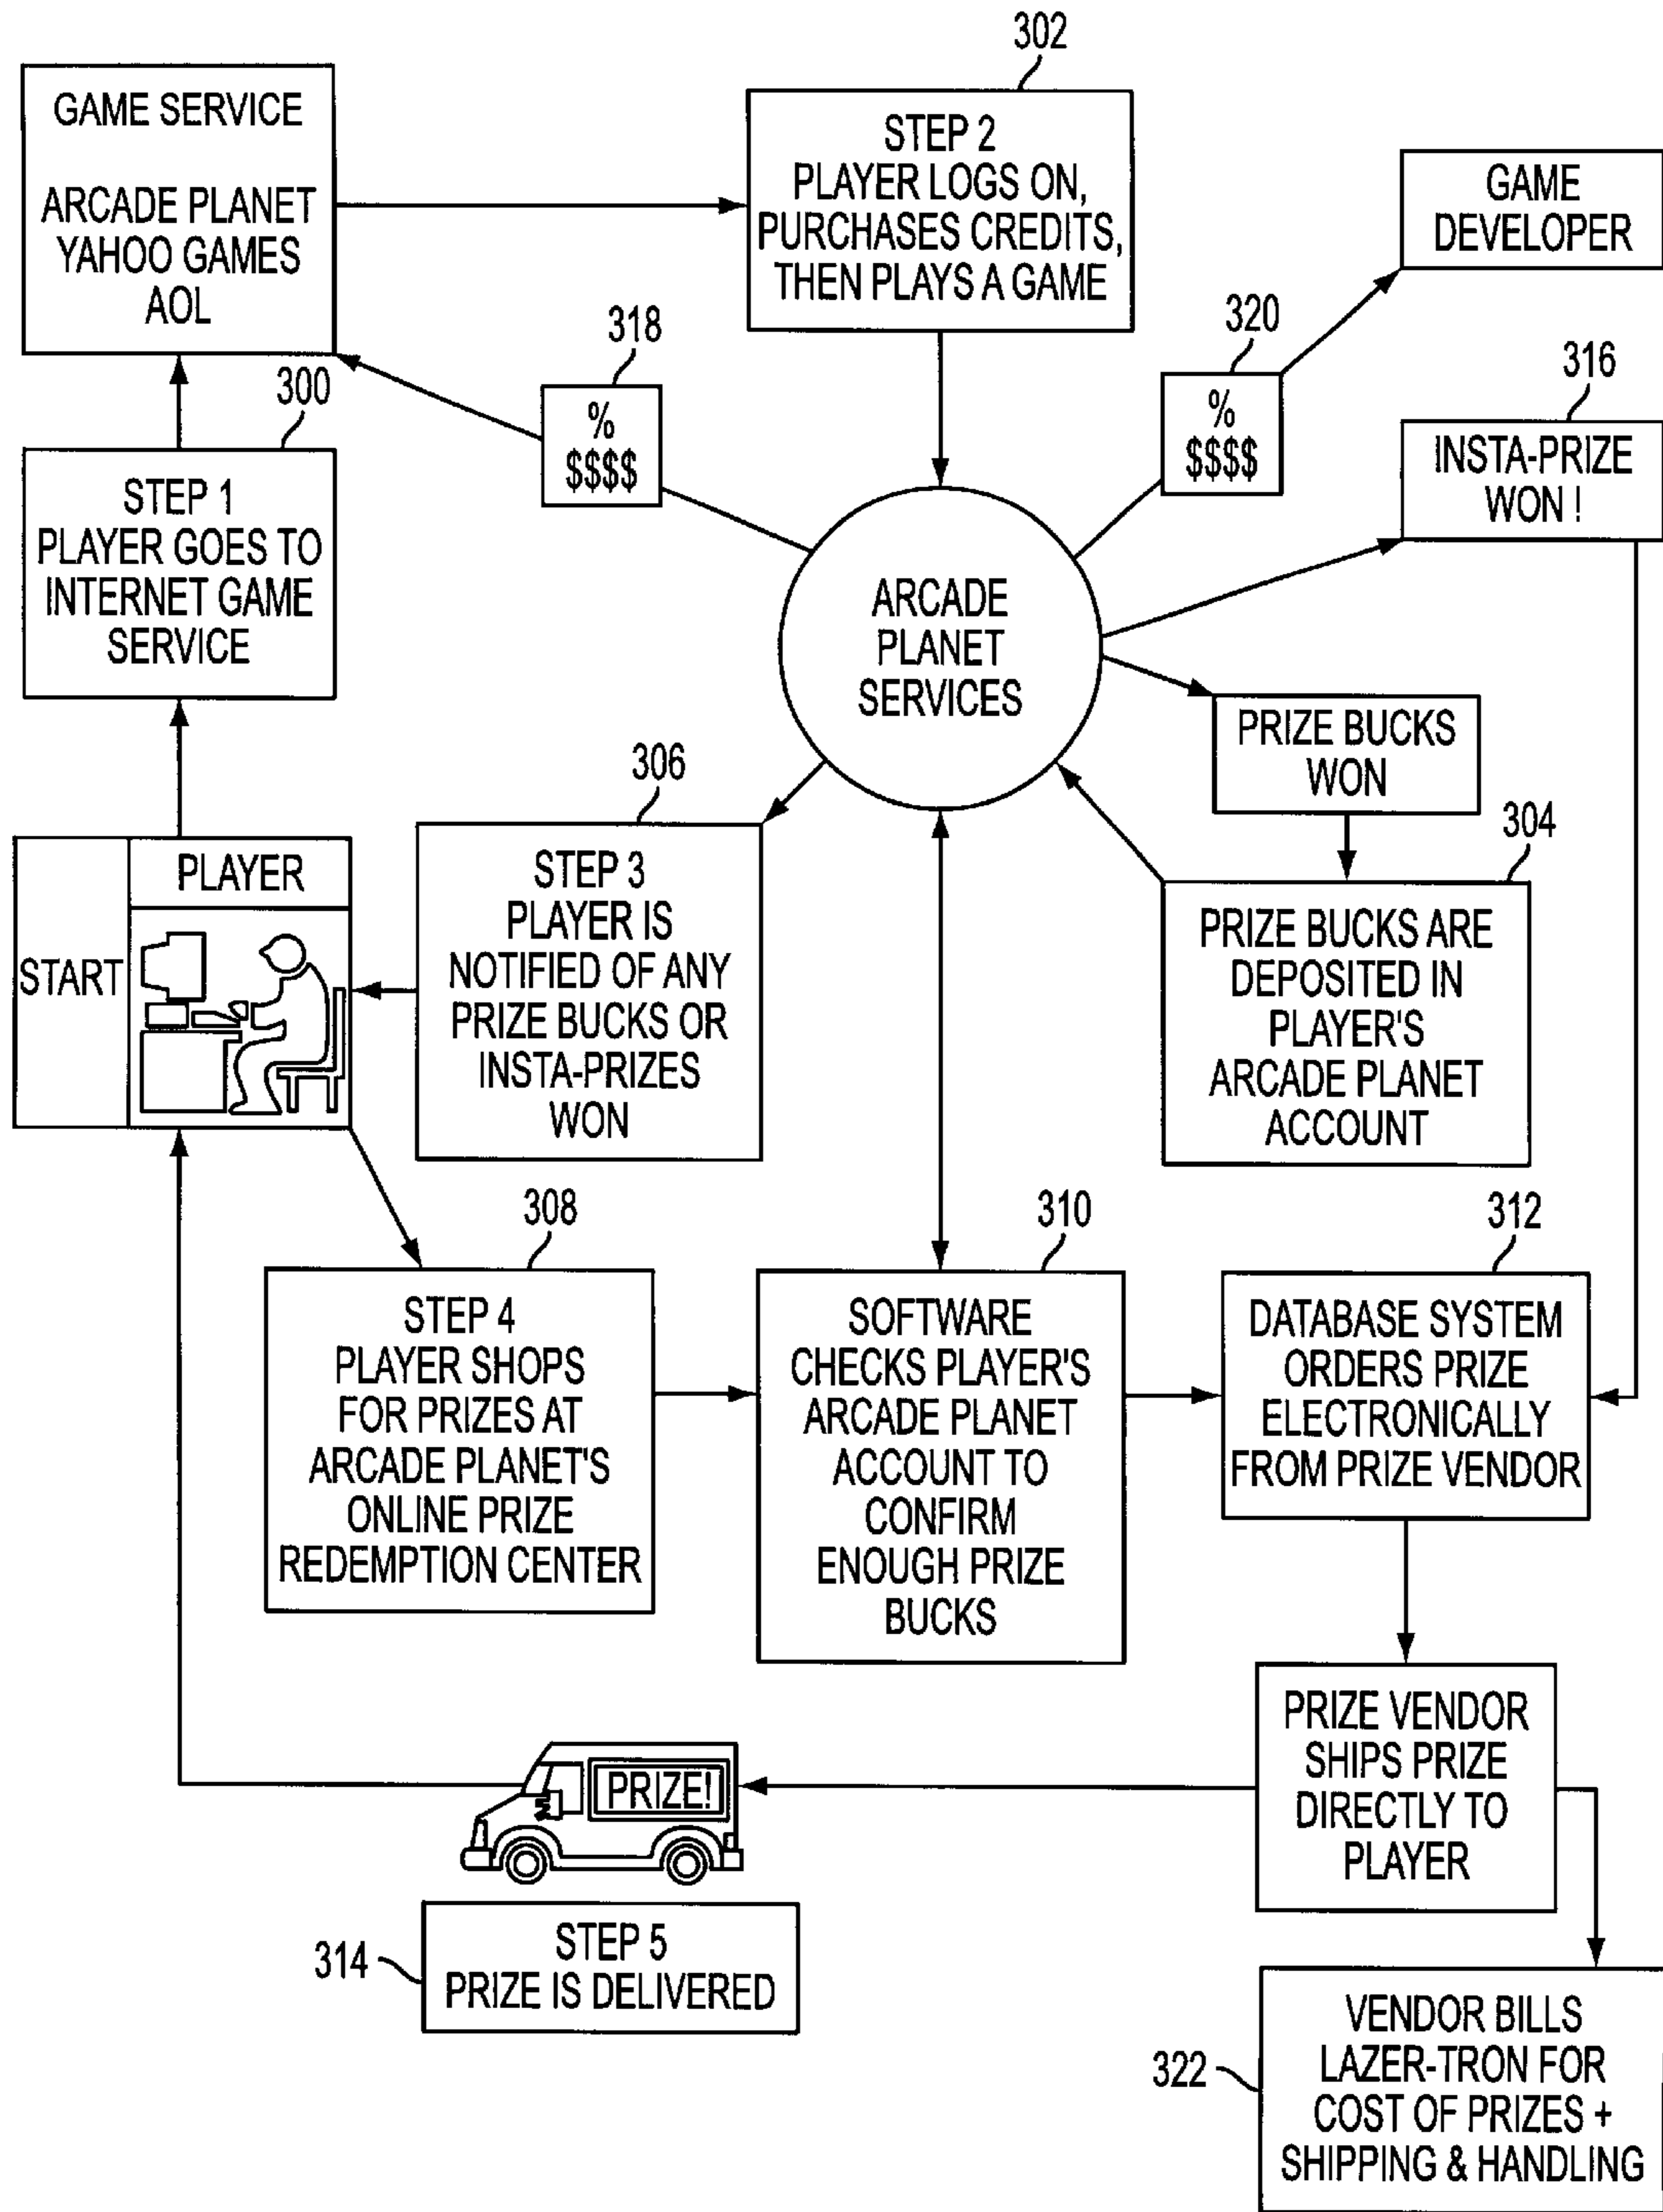 302
GAME SERVICE
ARCADE PLANET
YAHOO GAMES
AOL
STEP 2
PLAYER LOGS ON,
PURCHASES CREDITS,
THEN PLAYS A GAME
GAME
DEVELOPER
318
%
$$$$
320
%
$$$$
316
INSTA-PRIZE
WON !
300
STEP 1
PLAYER GOES TO
INTERNET GAME
SERVICE
ARCADE
PLANET
SERVICES
PRIZE BUCKS
WON
306
STEP 3
PLAYER IS
NOTIFIED OF ANY
PRIZE BUCKS OR
INSTA-PRIZES
WON
304
PRIZE BUCKS ARE
DEPOSITED IN
PLAYER'S
ARCADE PLANET
ACCOUNT
START
PLAYER
308
STEP 4
PLAYER SHOPS
FOR PRIZES AT
ARCADE PLANET'S
ONLINE PRIZE
REDEMPTION CENTER
310
SOFTWARE
CHECKS PLAYER'S
ARCADE PLANET
ACCOUNT TO
CONFIRM
ENOUGH PRIZE
BUCKS
312
DATABASE SYSTEM
ORDERS PRIZE
ELECTRONICALLY
FROM PRIZE VENDOR
PRIZE VENDOR
SHIPS PRIZE
DIRECTLY TO
PLAYER
PRIZE!
314
STEP 5
PRIZE IS DELIVERED
322
VENDOR BILLS
LAZER-TRON FOR
COST OF PRIZES +
SHIPPING & HANDLING